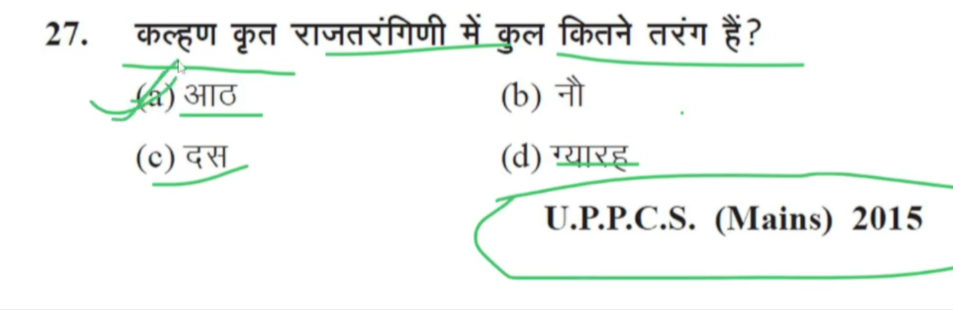 27. कल्हण कृत राजतरंगिणी में कुल कितने तरंग हैं?
(a) आठ (b) नौ
(c) दस (d) ग्यारह
U.P.P.C.S. (Mains) 2015